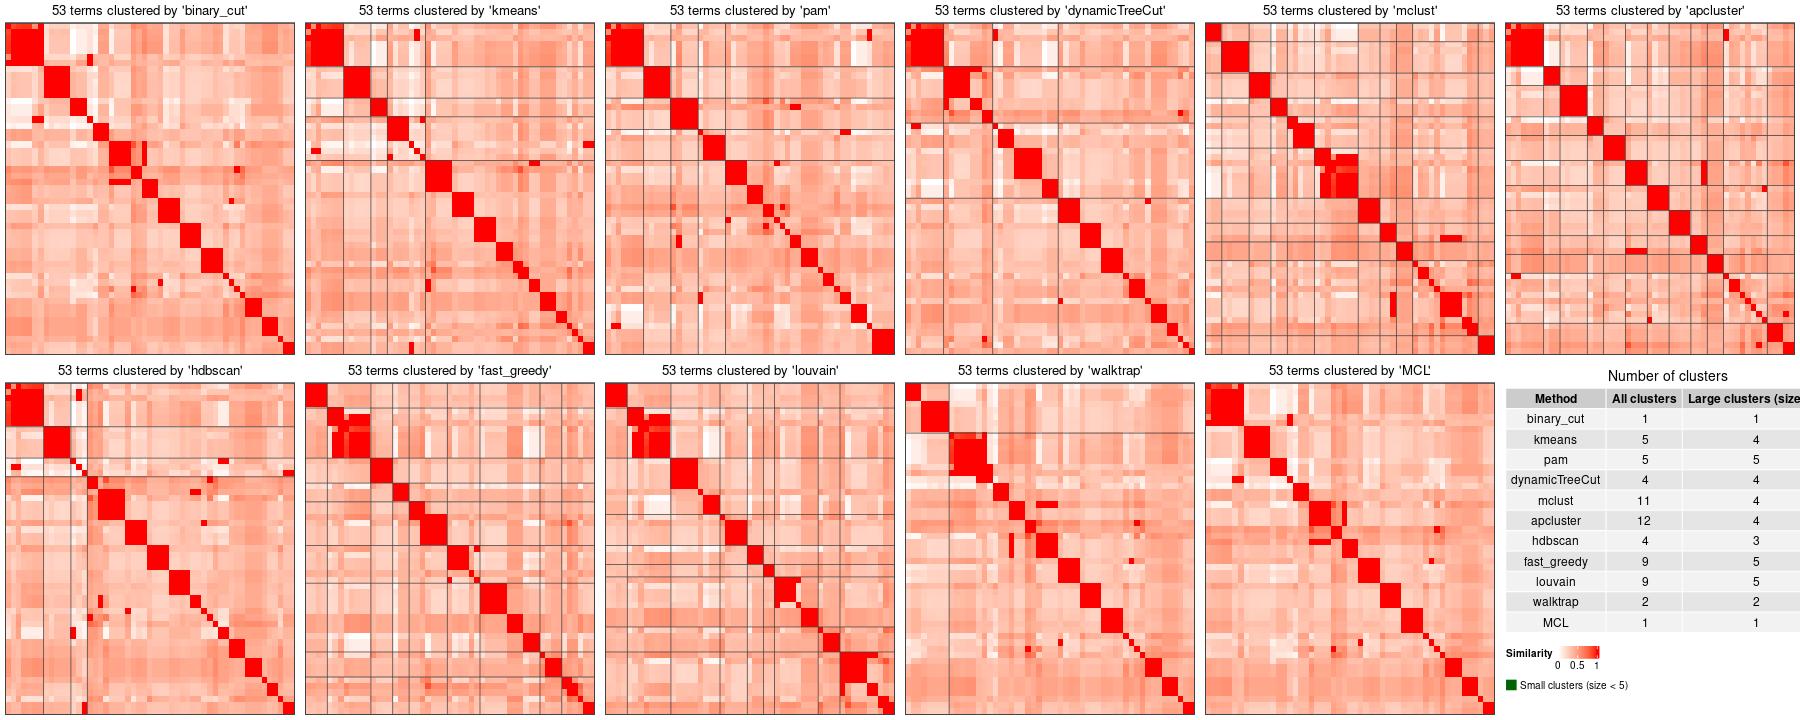 53 terms clustered by 'binary_cut'
53 terms clustered by 'kmeans'
53 terms clustered by 'pam'
53 terms clustered by 'dynamicTreeCut'
53 terms clustered by 'mclust'
53 terms clustered by 'apcluster'
53 terms clustered by 'hdbscan'
53 terms clustered by 'fast_greedy'
53 terms clustered by 'louvain'
53 terms clustered by 'walktrap'
53 terms clustered by 'MCL'
Number of clusters
Method All clusters Large clusters (size
binary_cut 1 1
kmeans 5 4
pam 5 5
dynamicTreeCut 4 4
mclust 11 4
apcluster 12 4
hdbscan 4 3
fast_greedy 9 5
louvain 9 5
walktrap 2 2
MCL 1 1
Similarity
0 0.5 1
Small clusters (size < 5)